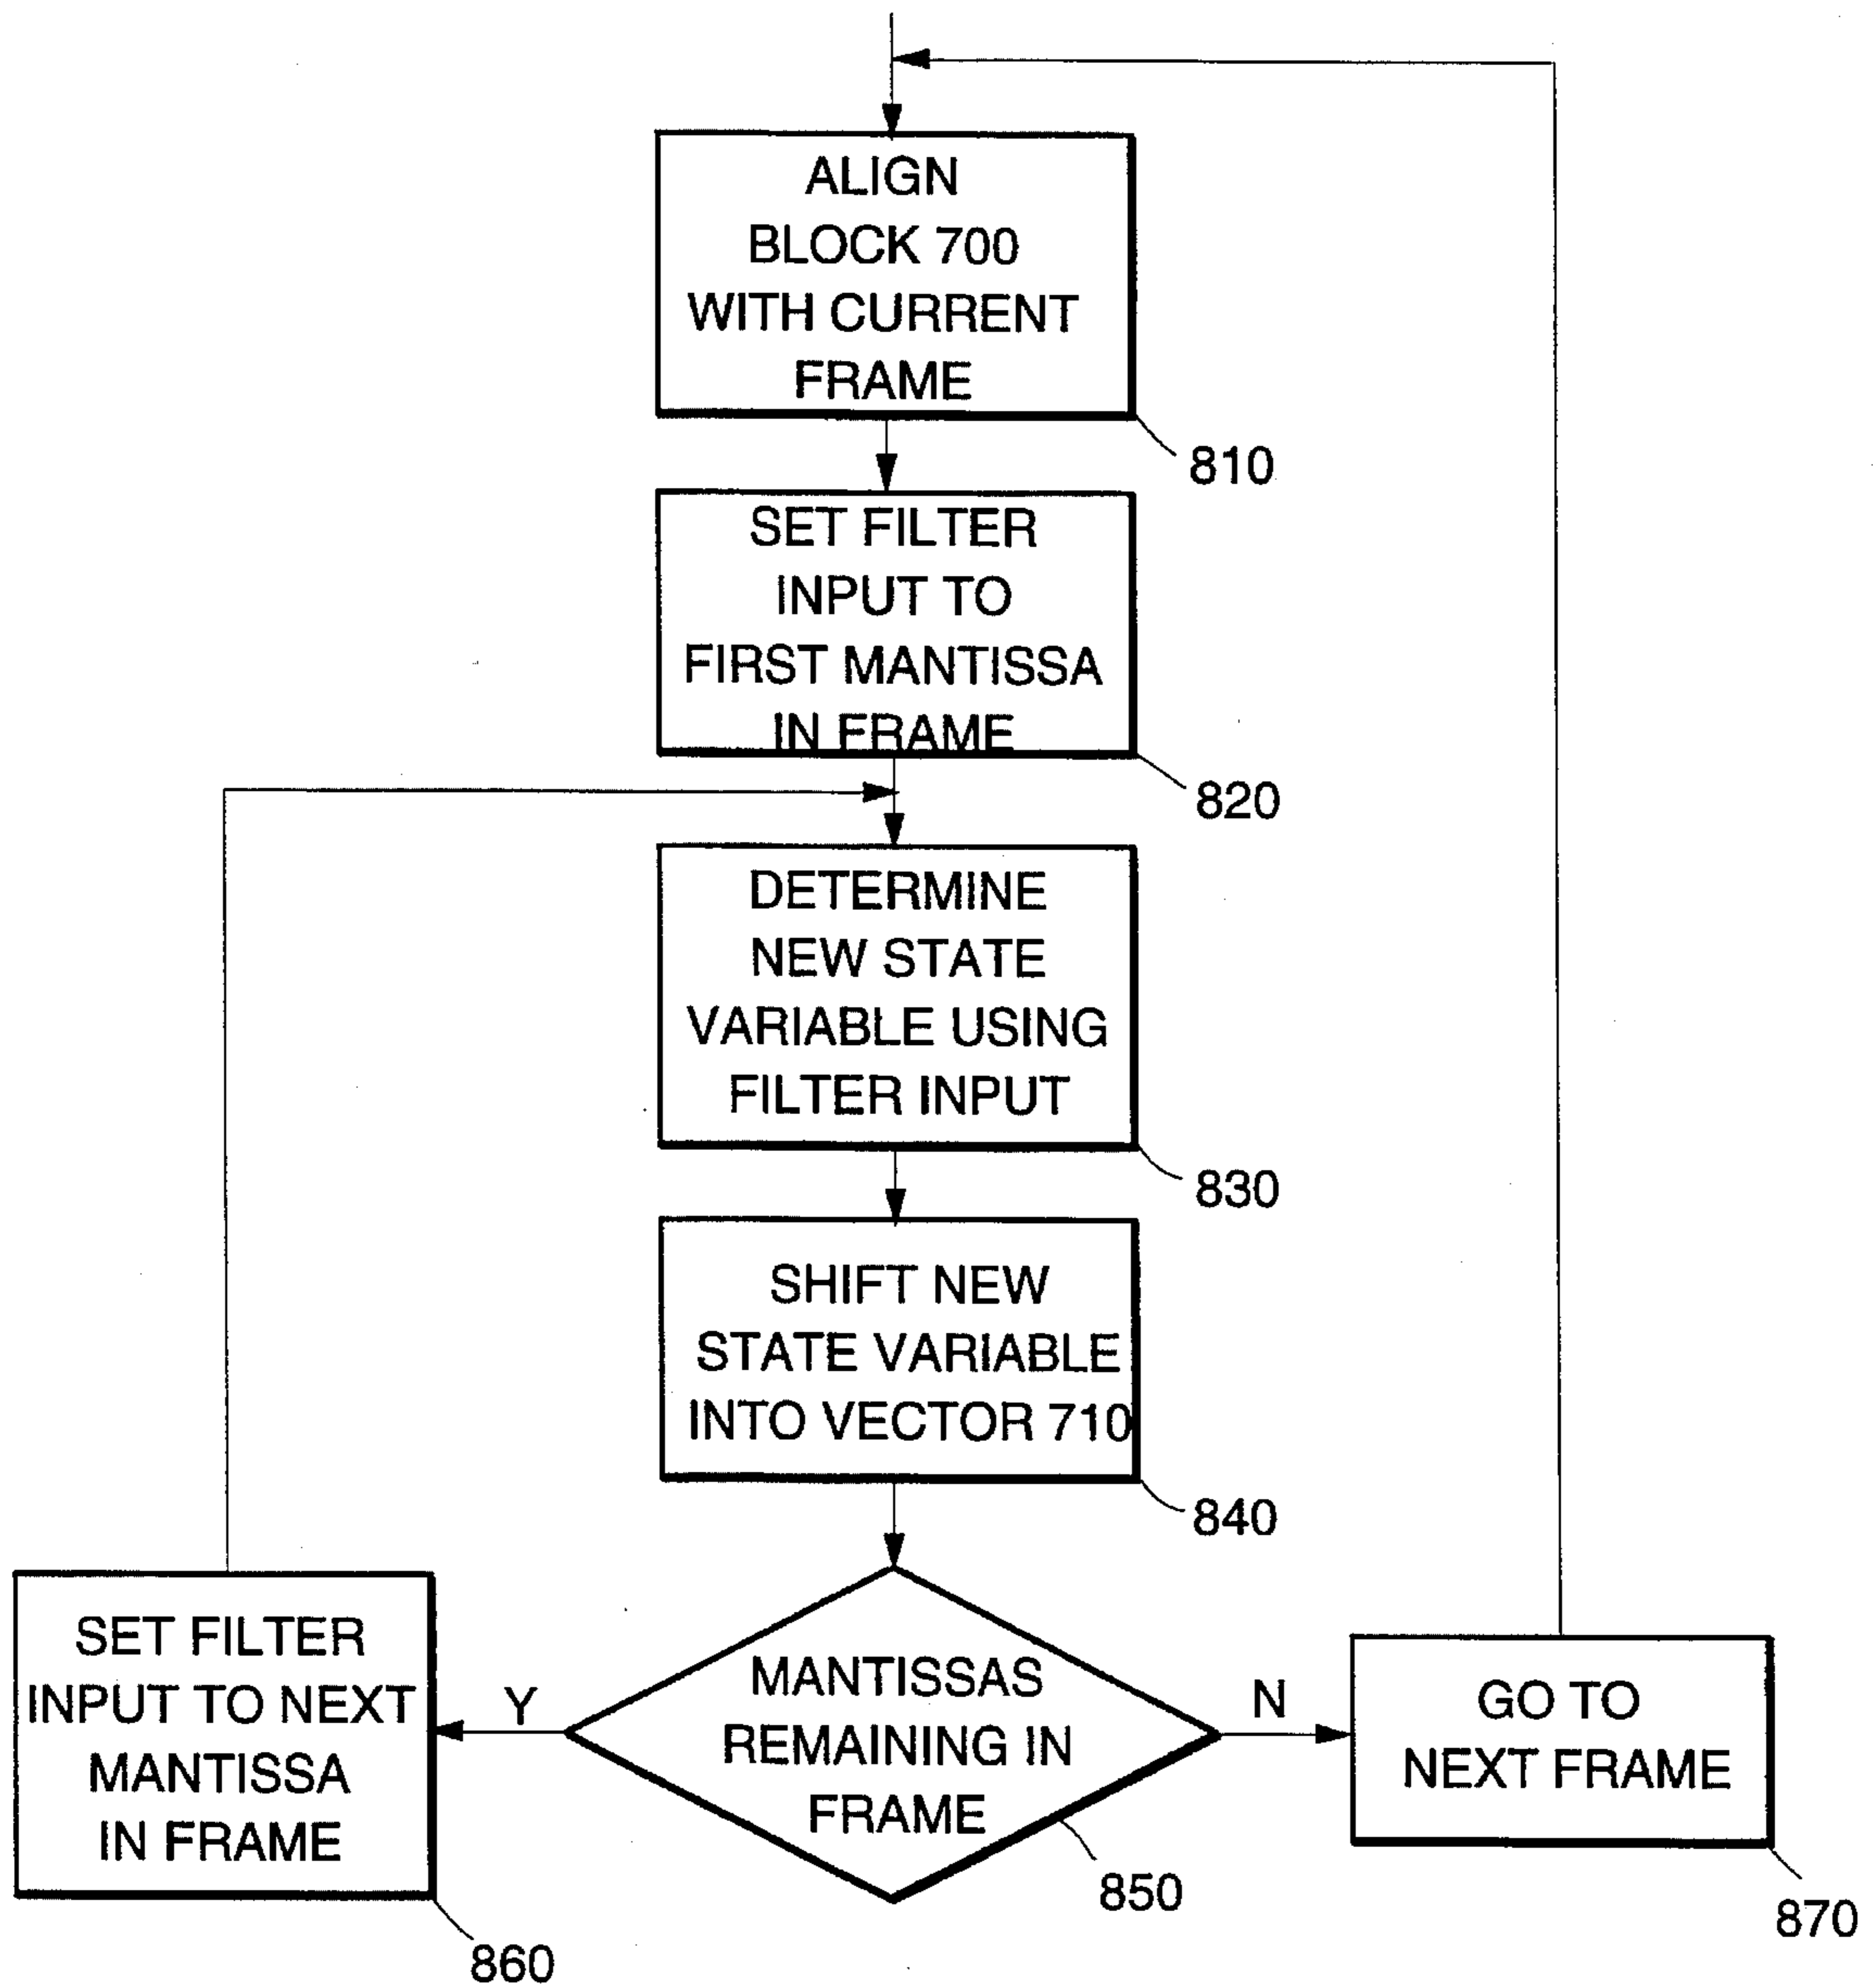 ALIGN
BLOCK 700
WITH CURRENT
FRAME
810
SET FILTER
INPUT TO
FIRST MANTISSA
IN FRAME
820
DETERMINE
NEW STATE
VARIABLE USING
FILTER INPUT
830
SHIFT NEW
STATE VARIABLE
INTO VECTOR 710
840
MANTISSAS
REMAINING IN
FRAME
850
Y
N
SET FILTER
INPUT TO NEXT
MANTISSA
IN FRAME
860
GO TO
NEXT FRAME
870